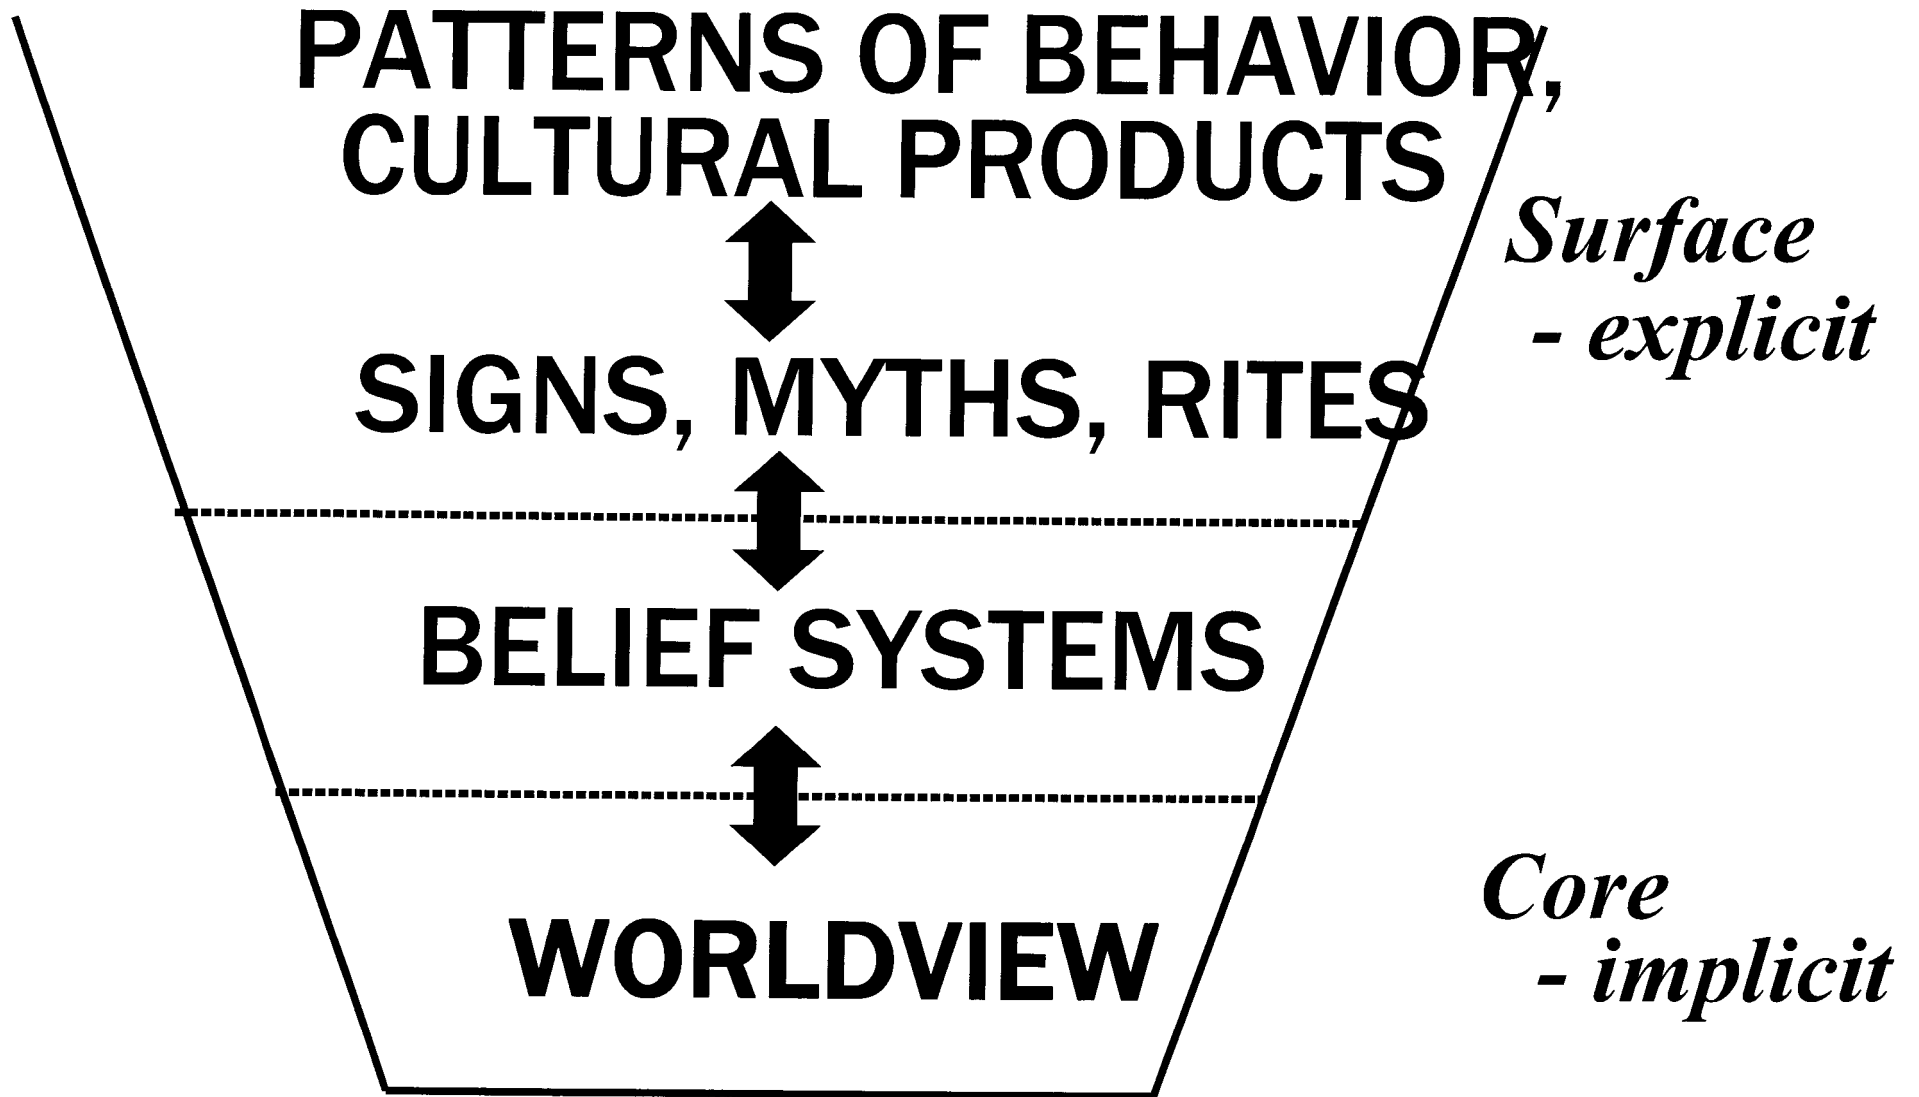 PATTERNS OF BEHAVIOR,
CULTURAL PRODUCTS
Surface
- explicit
SIGNS, MYTHS, RITES
BELIEF SYSTEMS
Core
- implicit
WORLDVIEW